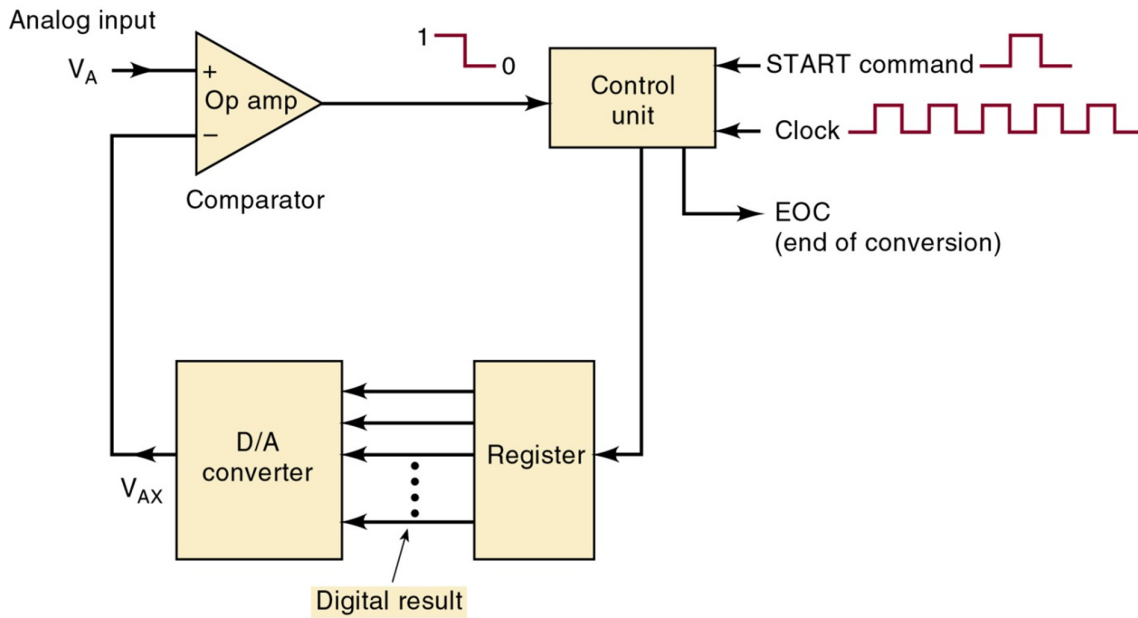 Analog input
V_A
+
Op amp
−
Comparator
1
0
Control
unit
START command
Clock
EOC
(end of conversion)
D/A
converter
Register
V_AX
Digital result